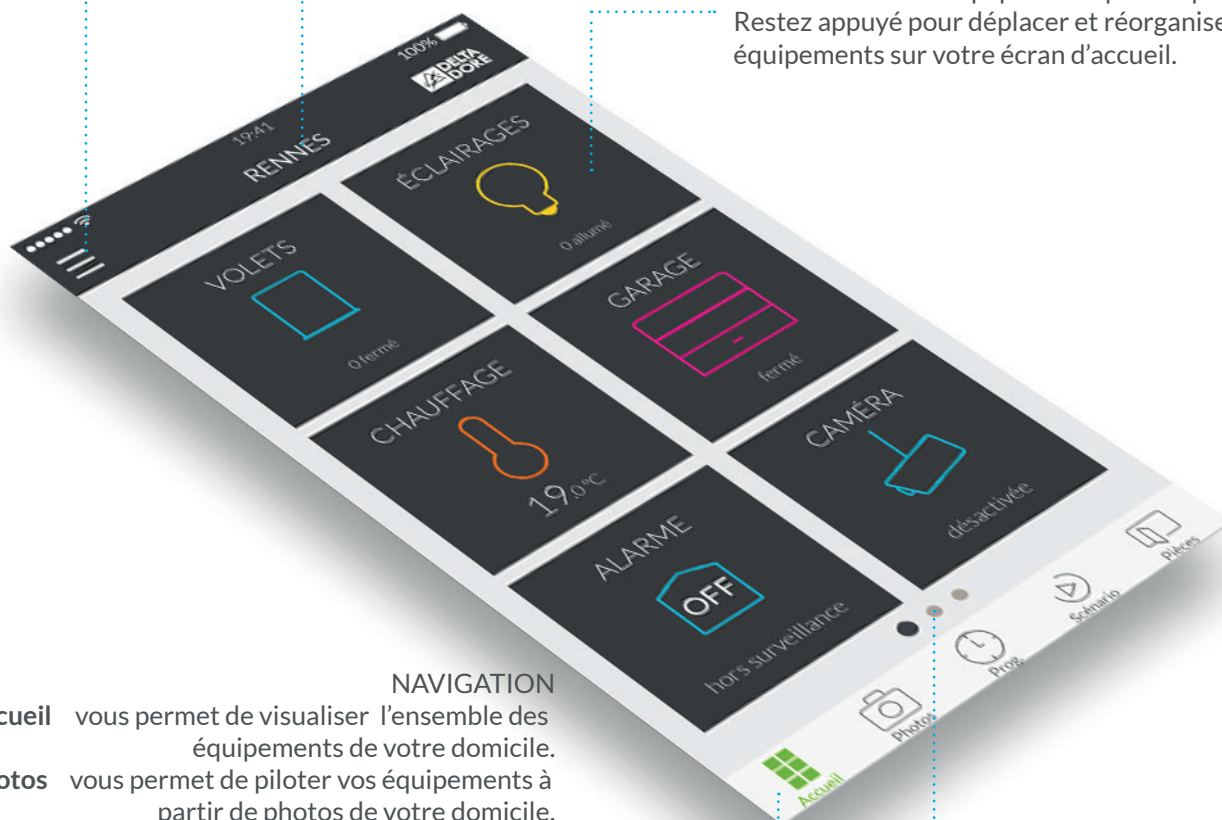 Restez appuyé pour déplacer et réorganise
équipements sur votre écran d'accueil.
100%
DELTA
DORE
19:41
RENNES
ÉCLAIRAGES
0 allumé
VOLETS
0 fermé
GARAGE
fermé
CHAUFFAGE
19.0°C
CAMÉRA
désactivée
ALARME
OFF
hors surveillance
Accueil
Photos
Prog.
Scénario
Pièces
NAVIGATION
cueil vous permet de visualiser l'ensemble des
équipements de votre domicile.
otos vous permet de piloter vos équipements à
partir de photos de votre domicile.